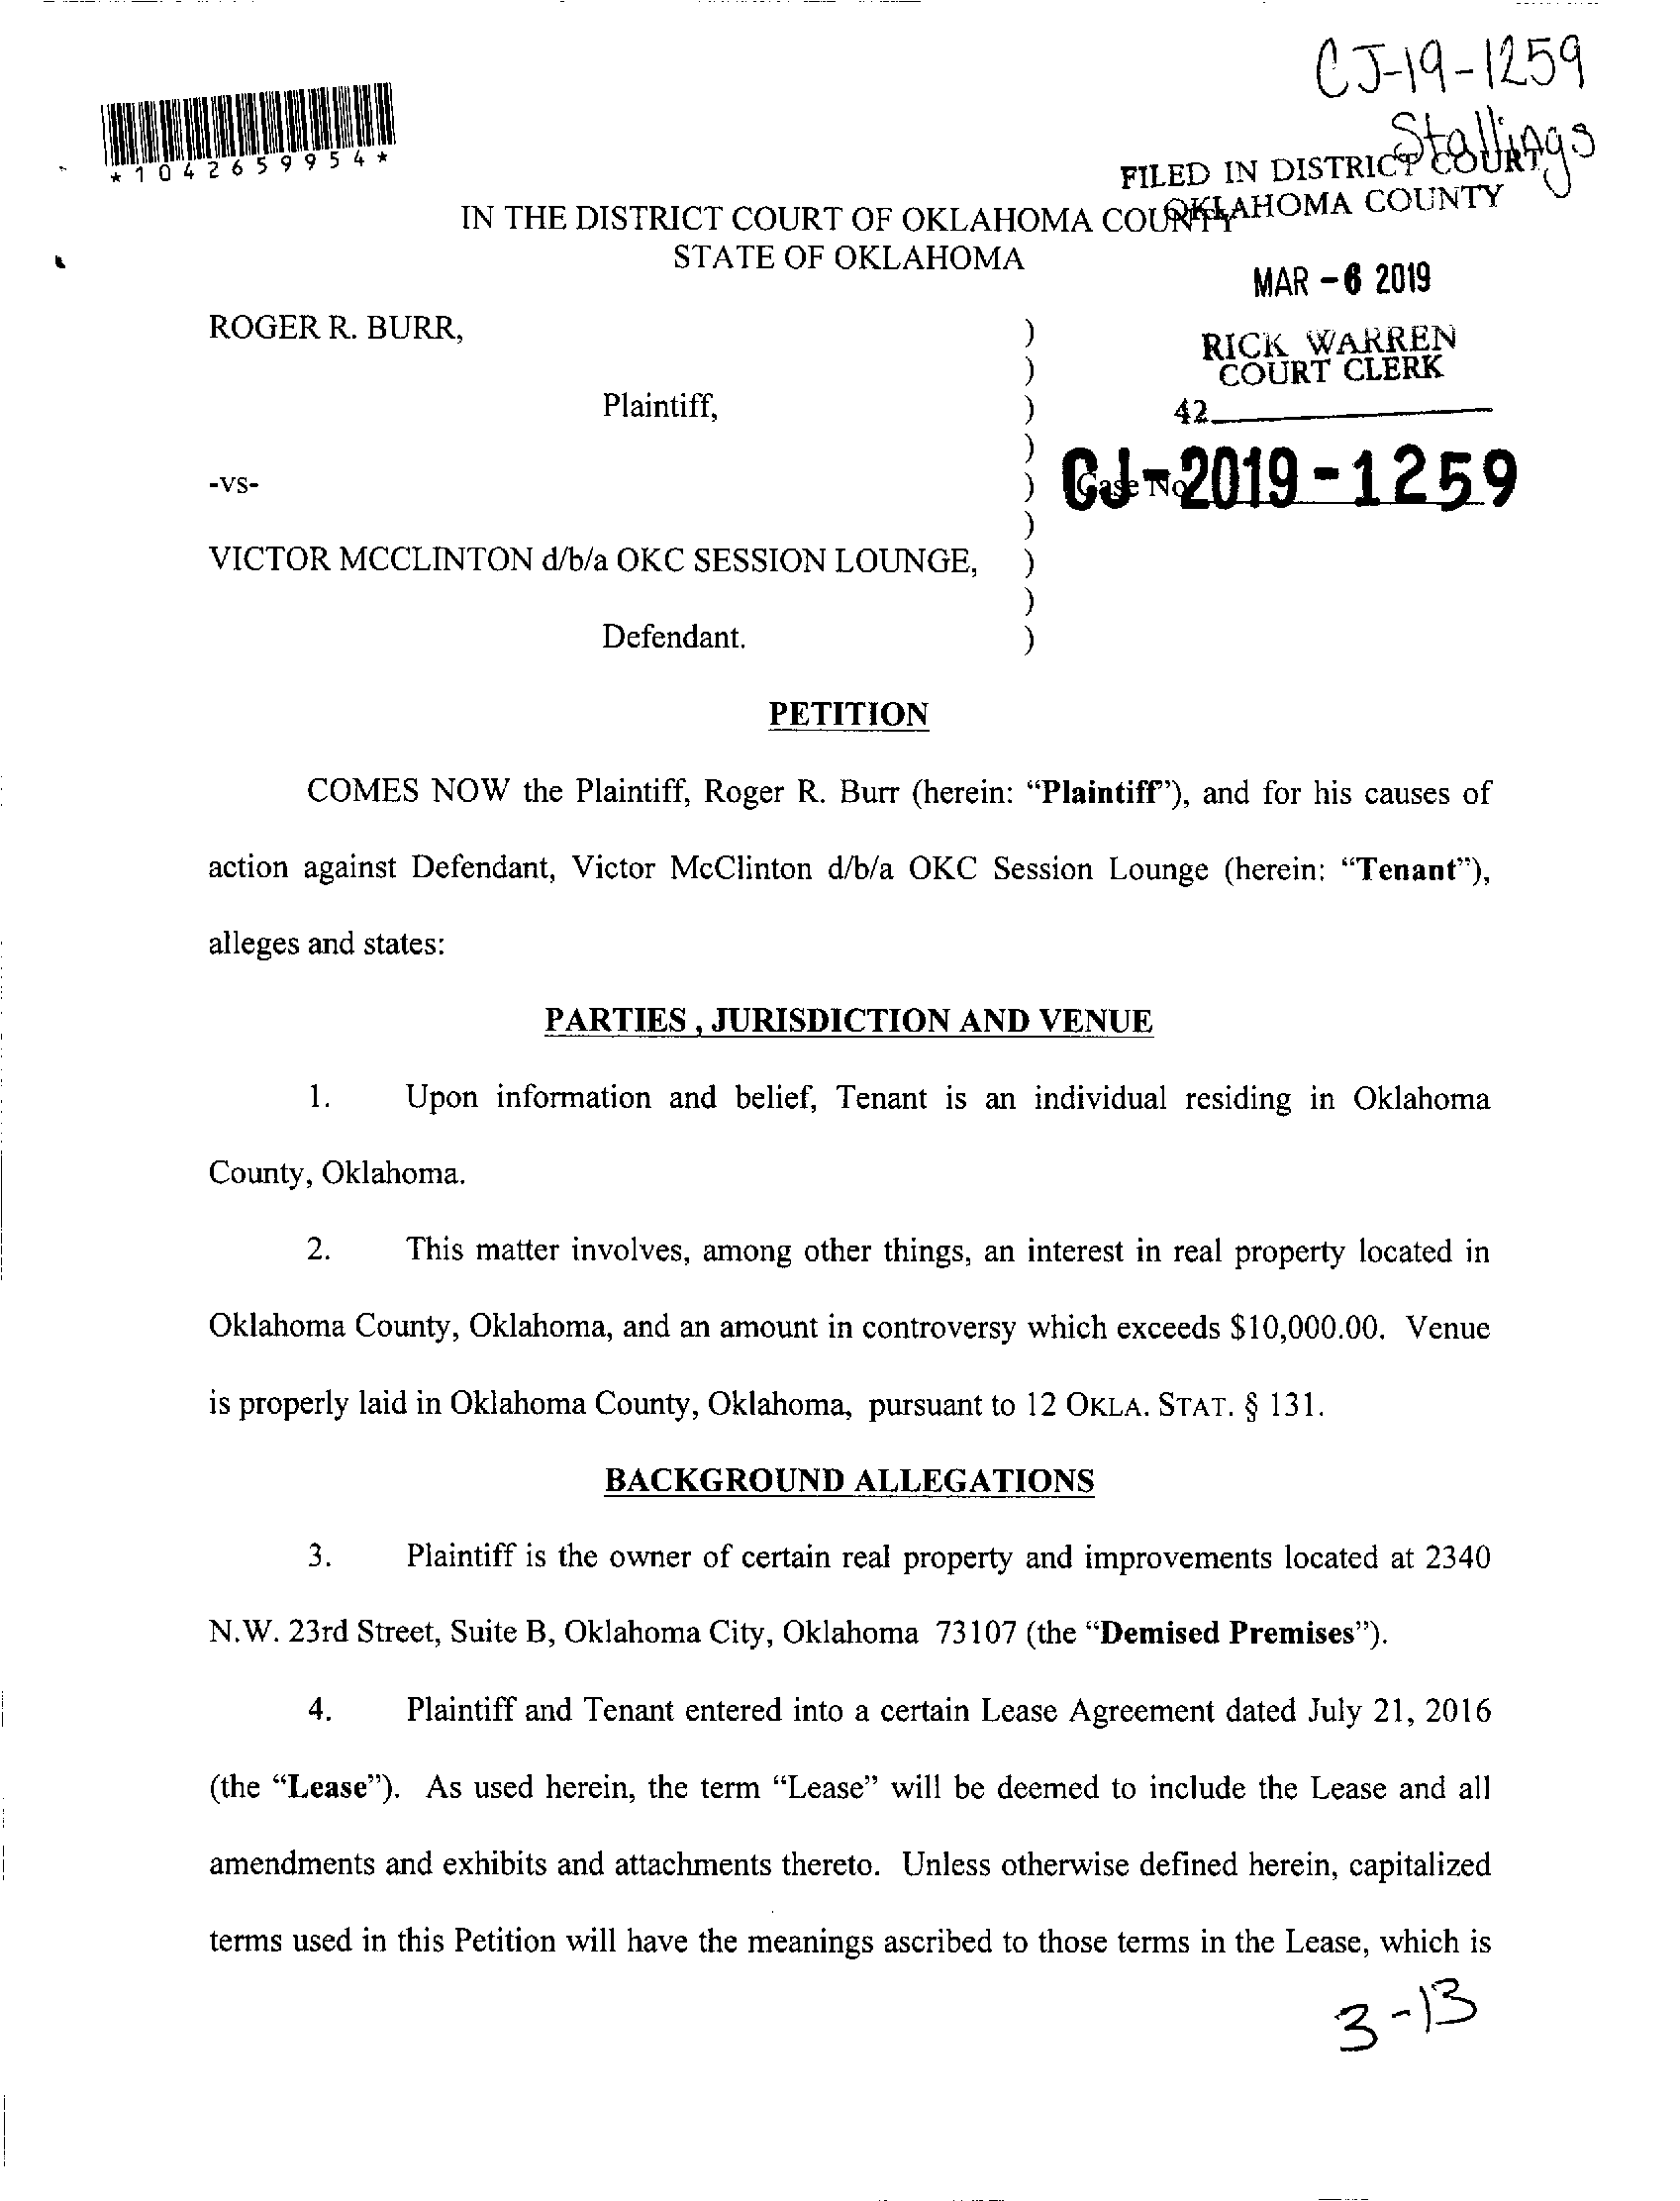 CJ-19-1259
Stallings
*1042659954*
FILED IN DISTRICT COURT
OKLAHOMA COUNTY
IN THE DISTRICT COURT OF OKLAHOMA COUNTY
STATE OF OKLAHOMA
MAR -6 2019
ROGER R. BURR, )
RICK WARREN
COURT CLERK
)
Plaintiff, )
42
)
-vs- ) Case No.
CJ-2019-1259
)
VICTOR MCCLINTON d/b/a OKC SESSION LOUNGE, )
)
Defendant. )
PETITION
COMES NOW the Plaintiff, Roger R. Burr (herein: “Plaintiff”), and for his causes of
action against Defendant, Victor McClinton d/b/a OKC Session Lounge (herein: “Tenant”),
alleges and states:
PARTIES , JURISDICTION AND VENUE
1. Upon information and belief, Tenant is an individual residing in Oklahoma
County, Oklahoma.
2. This matter involves, among other things, an interest in real property located in
Oklahoma County, Oklahoma, and an amount in controversy which exceeds $10,000.00. Venue
is properly laid in Oklahoma County, Oklahoma, pursuant to 12 OKLA. STAT. § 131.
BACKGROUND ALLEGATIONS
3. Plaintiff is the owner of certain real property and improvements located at 2340
N.W. 23rd Street, Suite B, Oklahoma City, Oklahoma 73107 (the “Demised Premises”).
4. Plaintiff and Tenant entered into a certain Lease Agreement dated July 21, 2016
(the “Lease”). As used herein, the term “Lease” will be deemed to include the Lease and all
amendments and exhibits and attachments thereto. Unless otherwise defined herein, capitalized
terms used in this Petition will have the meanings ascribed to those terms in the Lease, which is
3-13